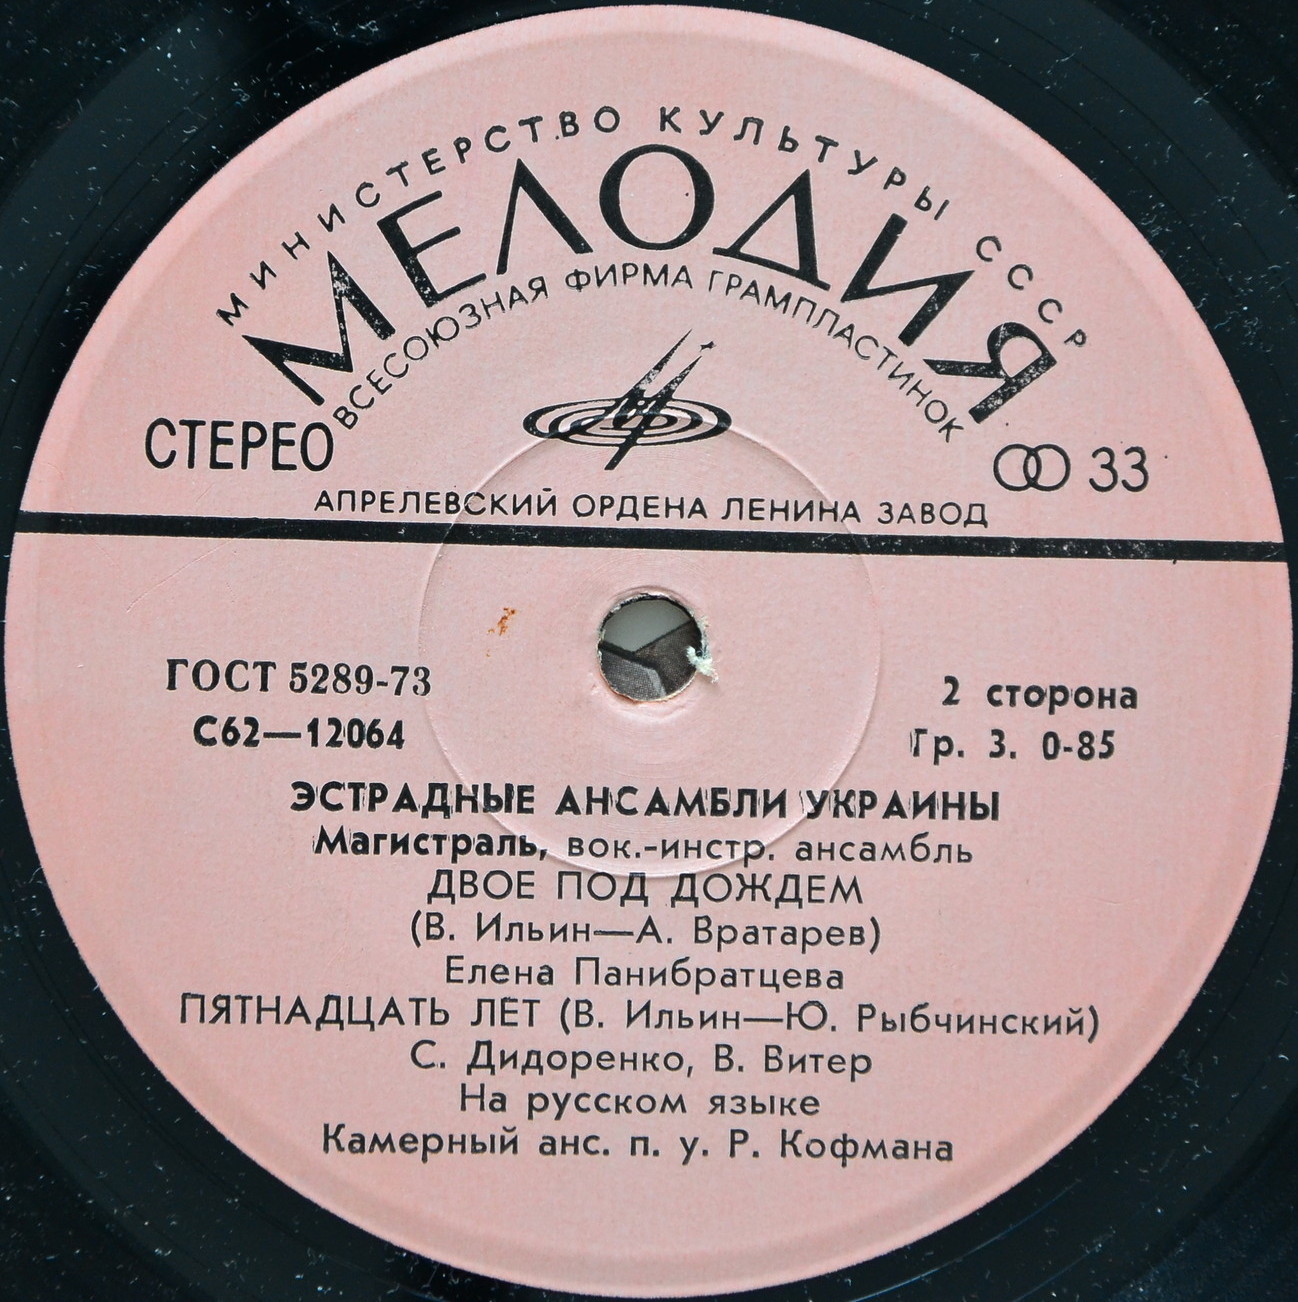 МИНИСТЕРСТВО КУЛЬТУРЫ СССР
МЕЛОДИЯ
ВСЕСОЮЗНАЯ ФИРМА ГРАМПЛАСТИНОК
СТЕРЕО
33
АПРЕЛЕВСКИЙ ОРДЕНА ЛЕНИНА ЗАВОД
ГОСТ 5289-73
2 сторона
С62—12064
Гр. 3. 0-85
ЭСТРАДНЫЕ АНСАМБЛИ УКРАИНЫ
Магистраль, вок.-инстр. ансамбль
ДВОЕ ПОД ДОЖДЕМ
(В. Ильин—А. Вратарев)
Елена Панибратцева
ПЯТНАДЦАТЬ ЛЕТ (В. Ильин—Ю. Рыбчинский)
С. Дидоренко, В. Витер
На русском языке
Камерный анс. п. у. Р. Кофмана